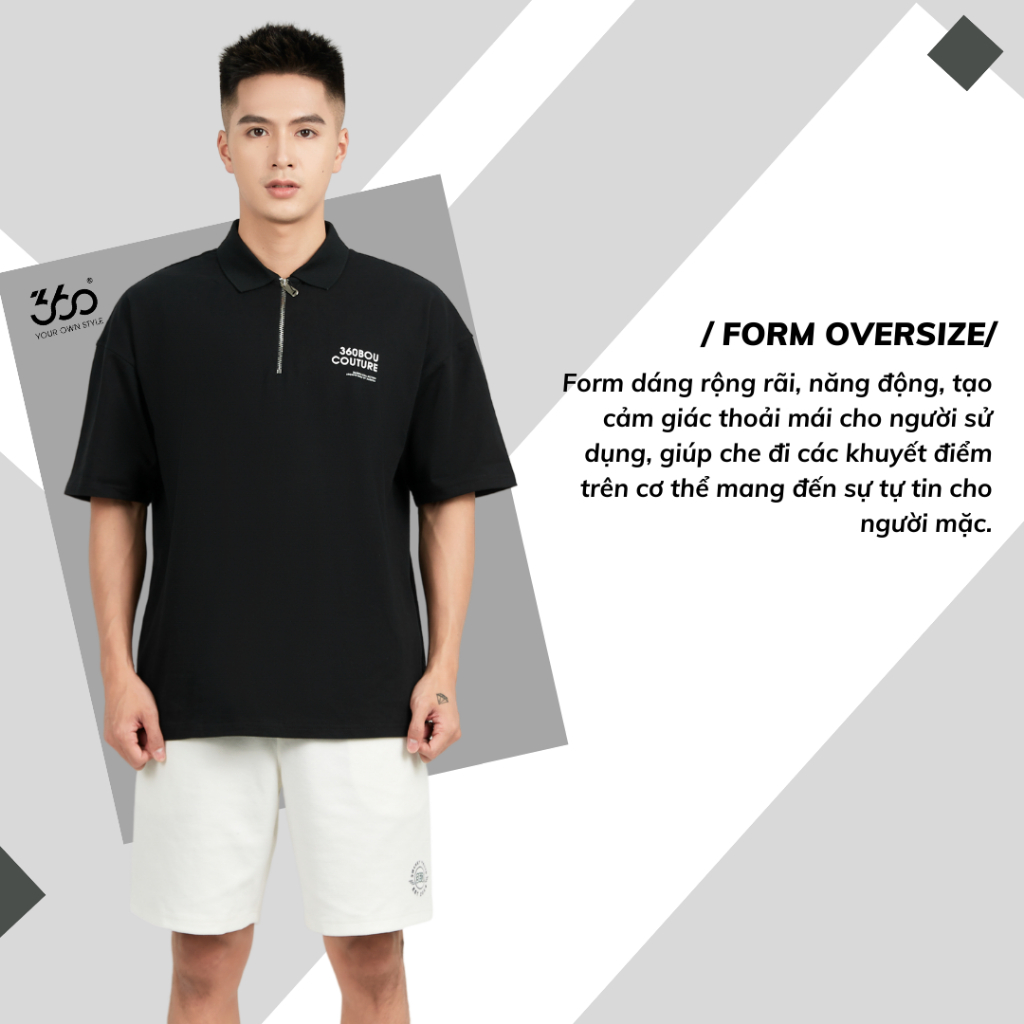 360®
YOUR OWN STYLE
360BOU
COUTURE
/ FORM OVERSIZE/
Form dáng rộng rãi, năng động, tạo
cảm giác thoải mái cho người sử
dụng, giúp che đi các khuyết điểm
trên cơ thể mang đến sự tự tin cho
người mặc.